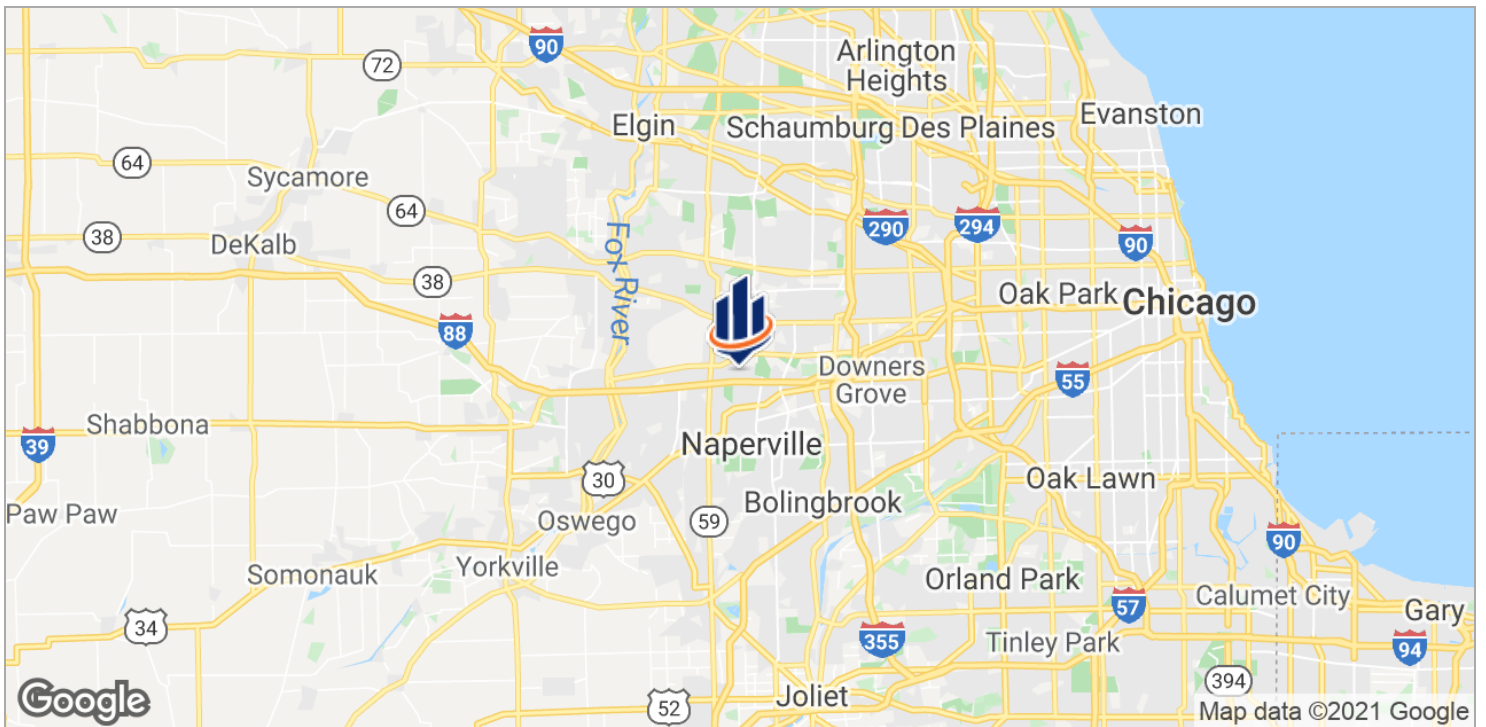 90
Arlington
Heights
72
Evanston
Elgin
Schaumburg
Des Plaines
64
Sycamore
64
290
294
38
DeKalb
90
Fox River
38
Oak Park
Chicago
88
Downers
Grove
55
Shabbona
39
Naperville
30
Oak Lawn
Bolingbrook
Paw Paw
Oswego
59
90
Yorkville
Somonauk
Orland Park
Calumet City
57
Gary
34
355
Tinley Park
94
394
Joliet
52
Google
Map data ©2021 Google